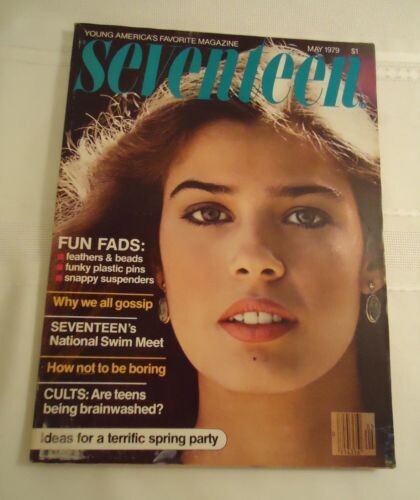 YOUNG AMERICA'S FAVORITE MAGAZINE
MAY 1979 $1
seventeen
FUN FADS:
feathers & beads
funky plastic pins
snappy suspenders
Why we all gossip
SEVENTEEN's
National Swim Meet
How not to be boring
CULTS: Are teens
being brainwashed?
Ideas for a terrific spring party